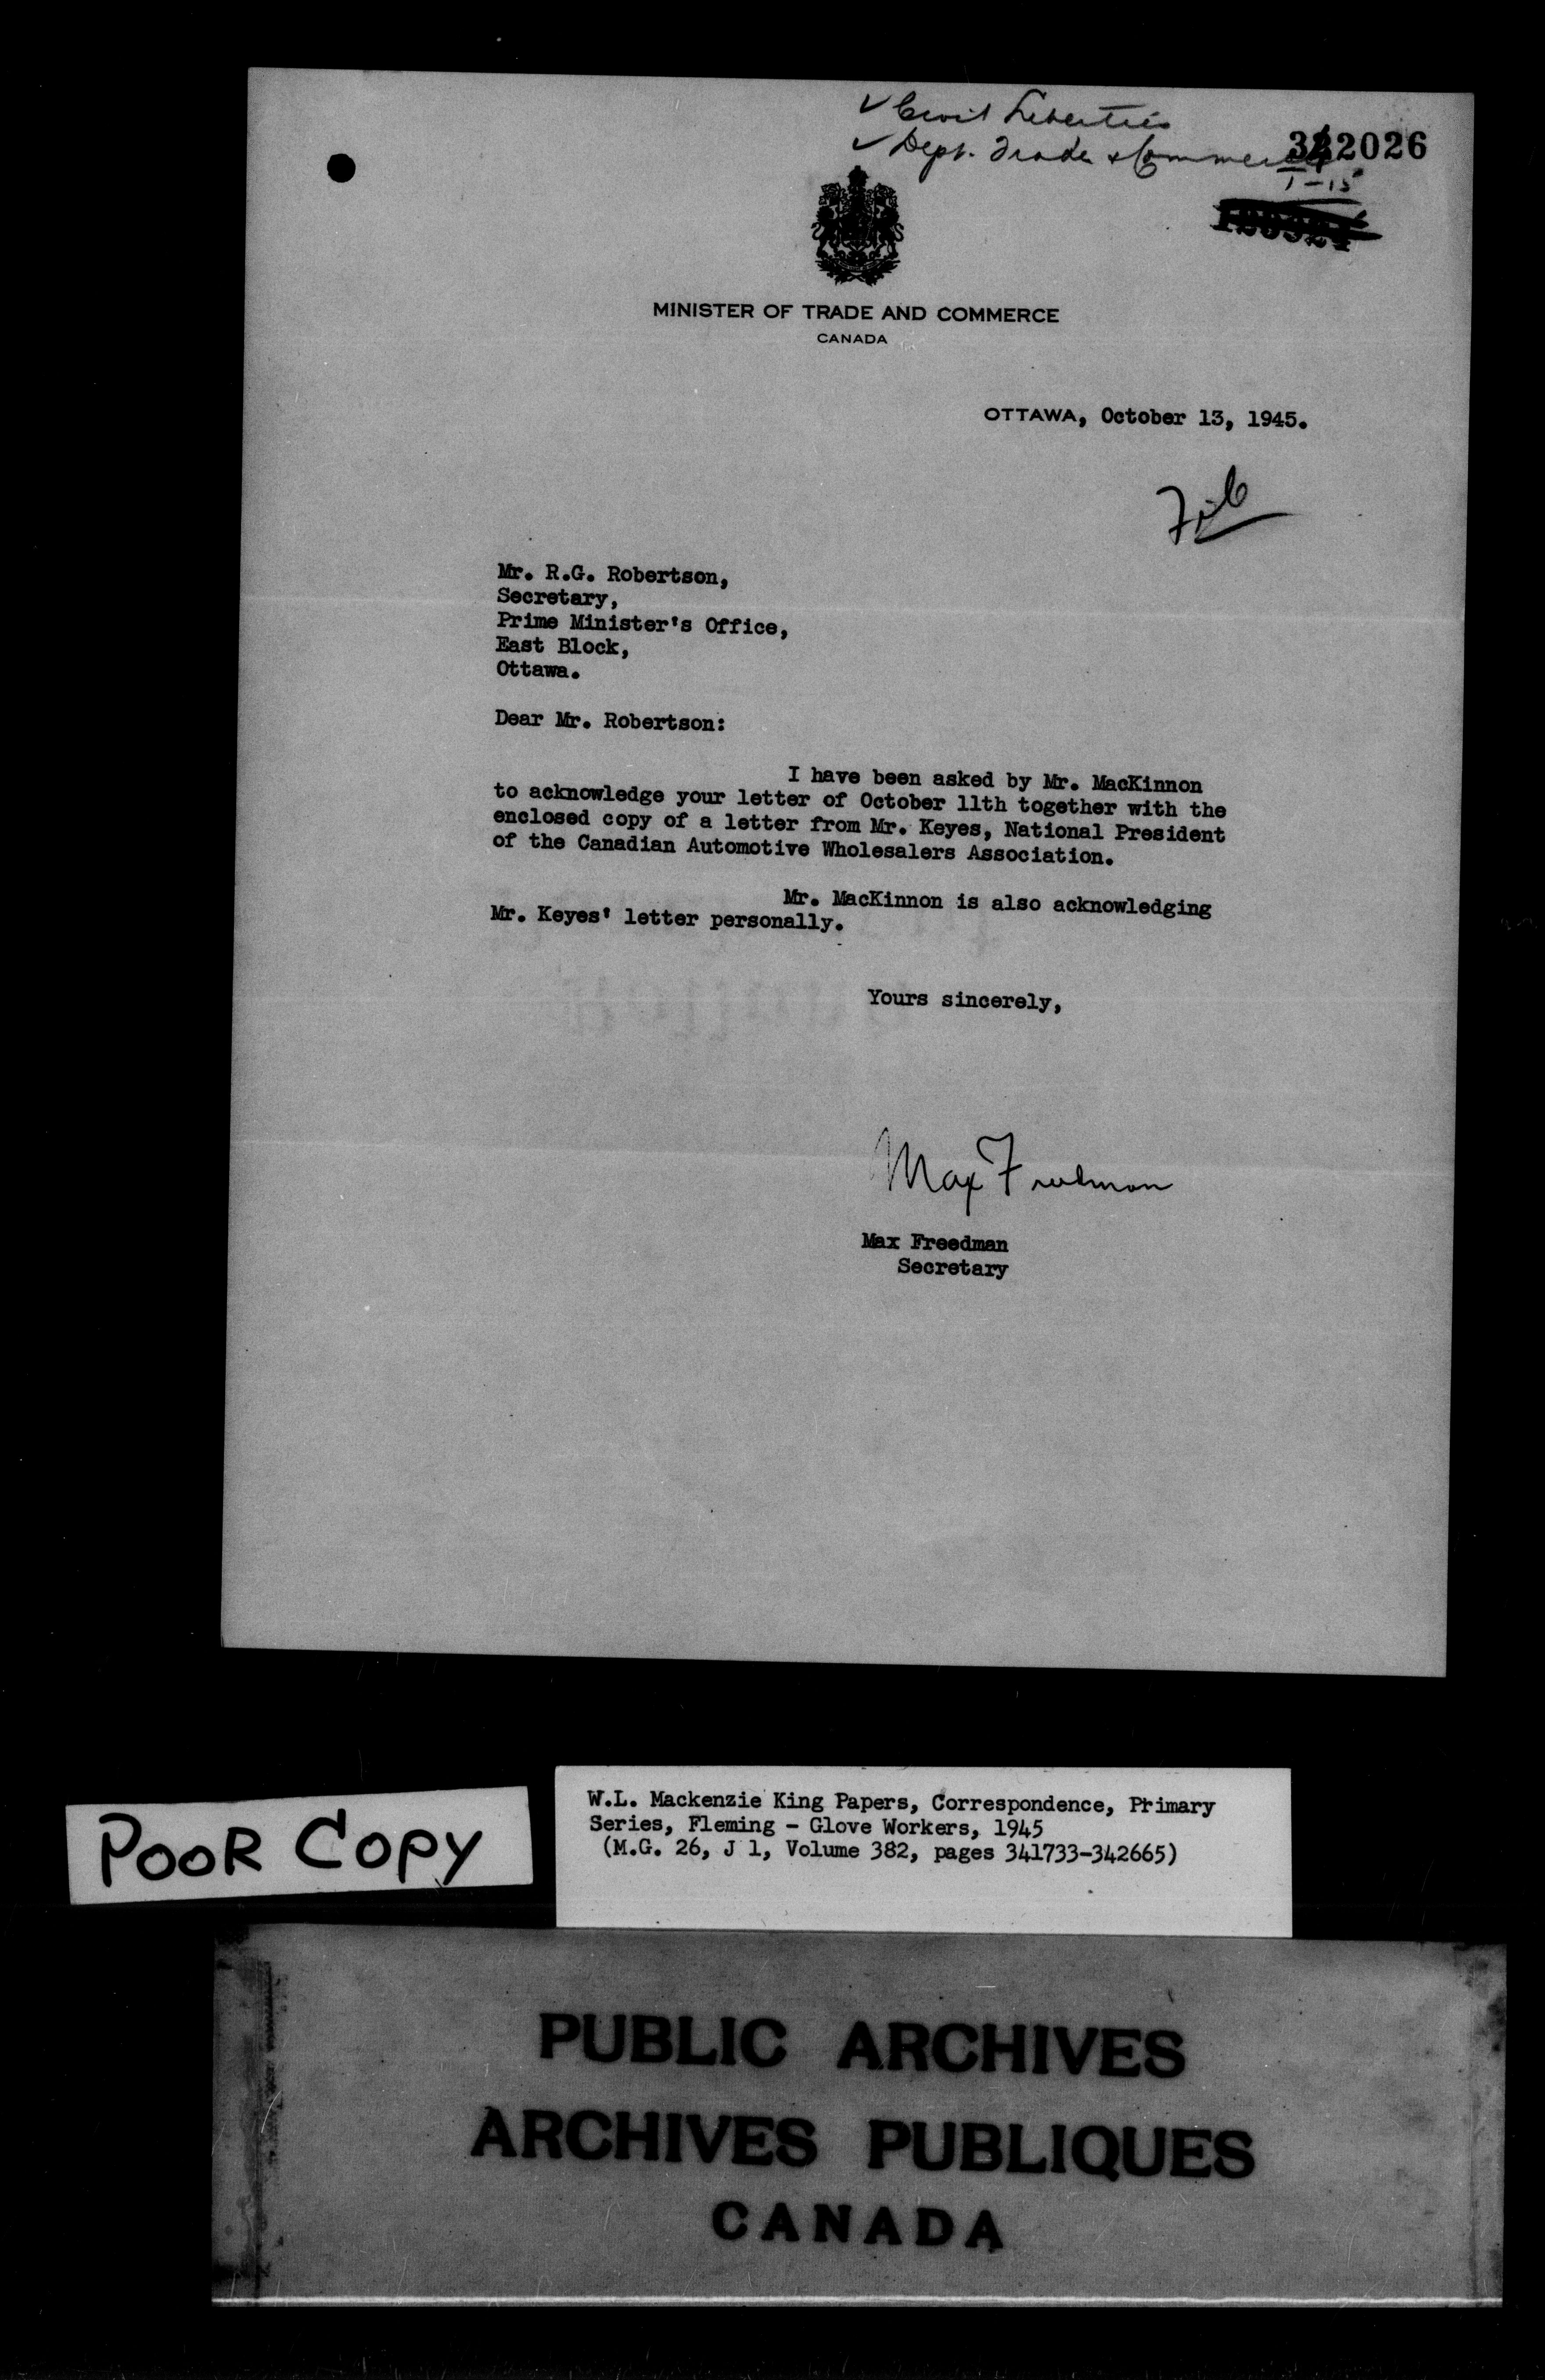 ✓ Civil Liberties
✓ Dept. Trade & Commerce
342026
T-15
MINISTER OF TRADE AND COMMERCE
CANADA
OTTAWA, October 13, 1945.
File
Mr. R.G. Robertson,
Secretary,
Prime Minister's Office,
East Block,
Ottawa.
Dear Mr. Robertson:
I have been asked by Mr. MacKinnon
to acknowledge your letter of October 11th together with the
enclosed copy of a letter from Mr. Keyes, National President
of the Canadian Automotive Wholesalers Association.
Mr. MacKinnon is also acknowledging
Mr. Keyes' letter personally.
Yours sincerely,
Max Freedman
Max Freedman
Secretary
POOR COPY
W.L. Mackenzie King Papers, Correspondence, Primary
Series, Fleming - Glove Workers, 1945
(M.G. 26, J 1, Volume 382, pages 341733-342665)
PUBLIC ARCHIVES
ARCHIVES PUBLIQUES
CANADA